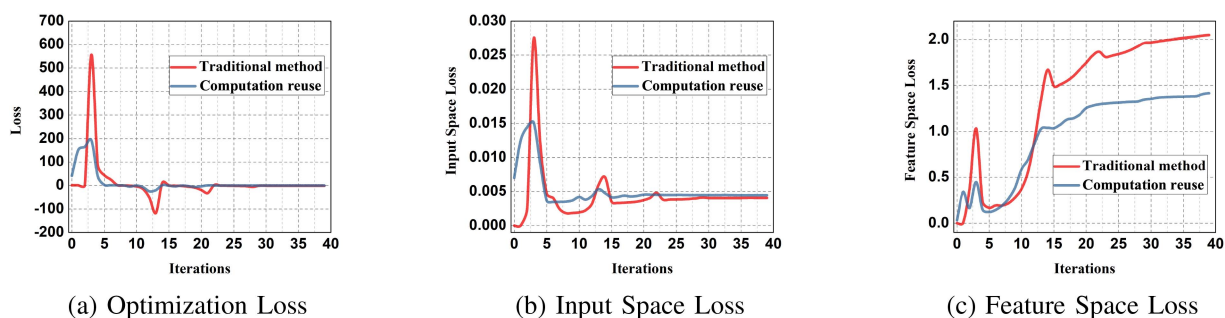 700
600
500
400
300
200
100
0
-100
-200
Loss
Traditional method
Computation reuse
0 5 10 15 20 25 30 35 40
Iterations
(a) Optimization Loss
0.030
0.025
0.020
0.015
0.010
0.005
0.000
Input Space Loss
Traditional method
Computation reuse
0 5 10 15 20 25 30 35 40
Iterations
(b) Input Space Loss
2.0
1.5
1.0
0.5
0.0
Feature Space Loss
Traditional method
Computation reuse
0 5 10 15 20 25 30 35 40
Iterations
(c) Feature Space Loss